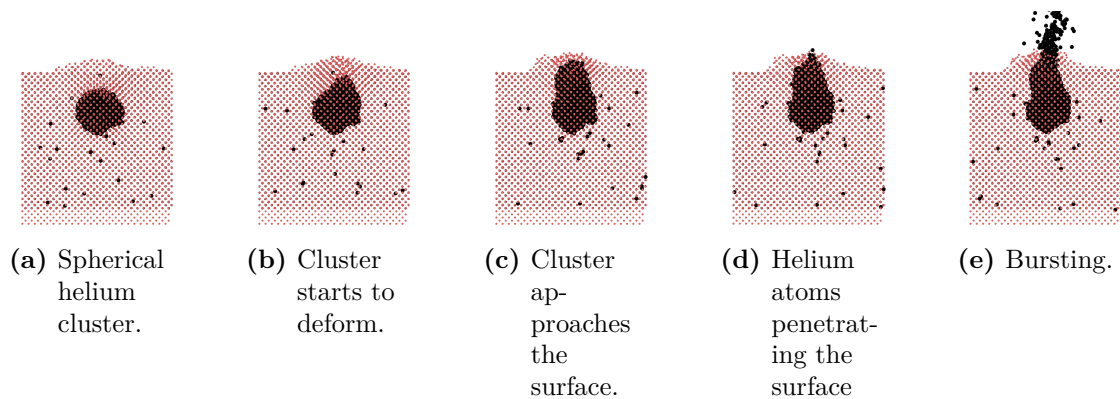 (a) Spherical
helium
cluster.
(b) Cluster
starts to
deform.
(c) Cluster
ap-
proaches
the
surface.
(d) Helium
atoms
penetrat-
ing the
surface
(e) Bursting.